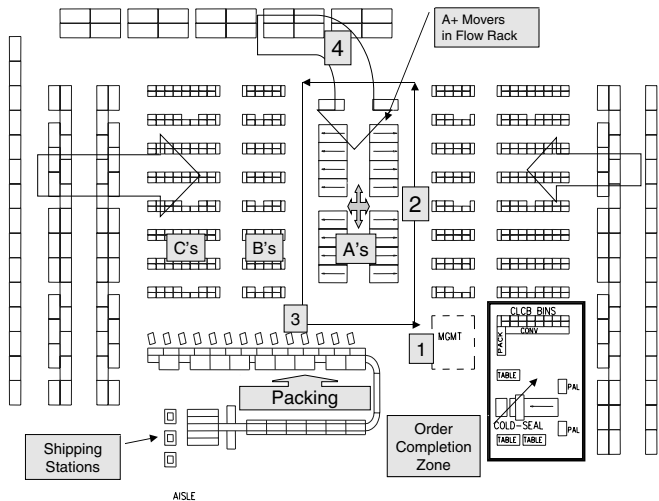 A+ Movers
in Flow Rack
4
2
C's
B's
A's
3
1
MGMT
CLCB BINS
CONV
PACK
TABLE
PAL
COLD-SEAL
PAL
TABLE
TABLE
Packing
Order
Completion
Zone
Shipping
Stations
AISLE